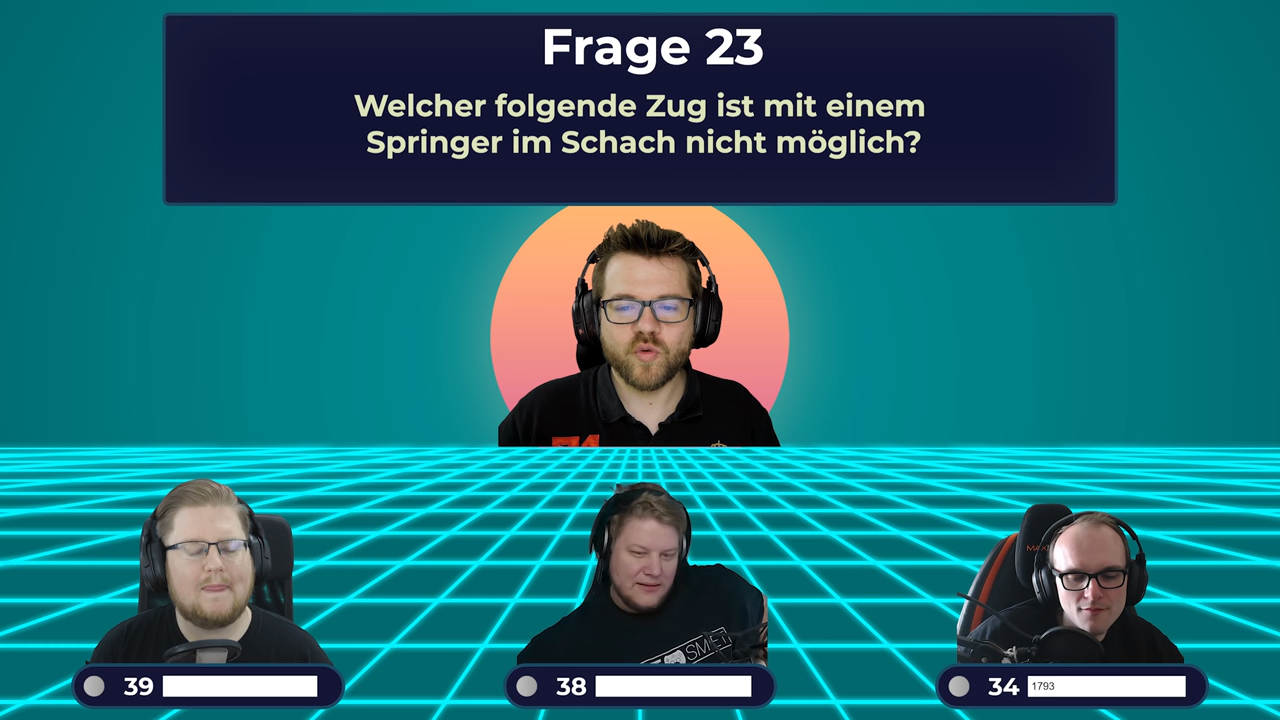 Frage 23
Welcher folgende Zug ist mit einem
Springer im Schach nicht möglich?
39
38
34
1793